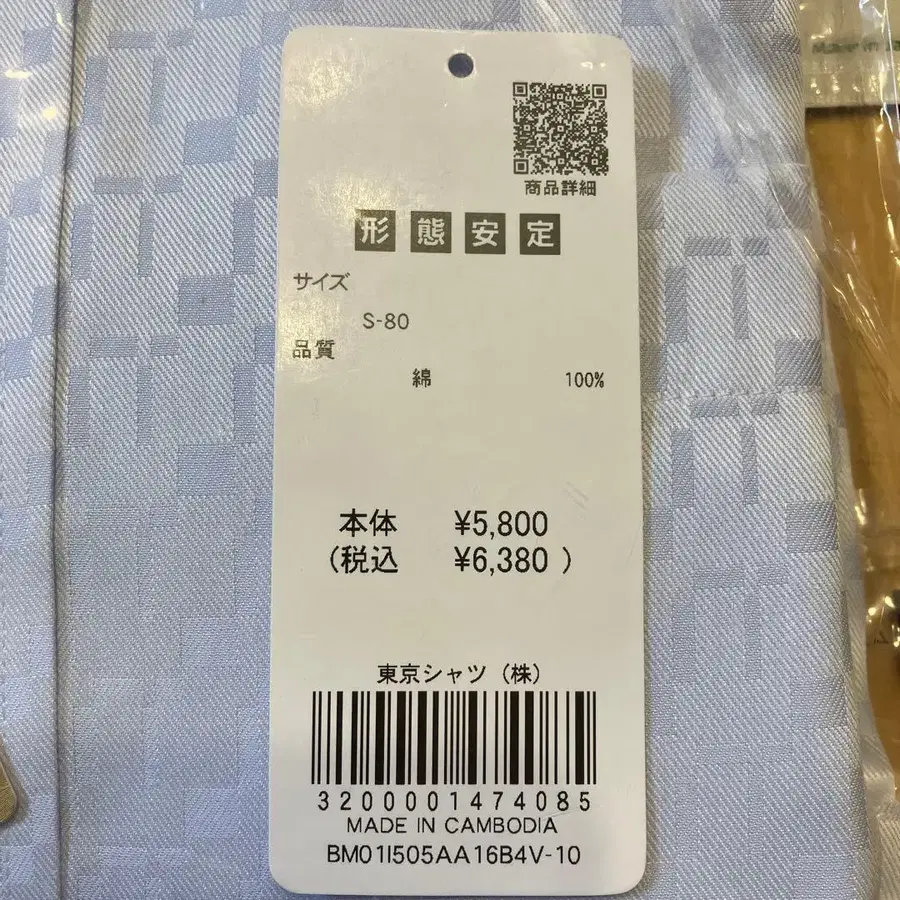 商品詳細
形態安定
サイズ
S-80
品質
綿 100%
本体 ¥5,800
(税込 ¥6,380 )
東京シャツ (株)
3200001474085
MADE IN CAMBODIA
BM01I505AA16B4V-10